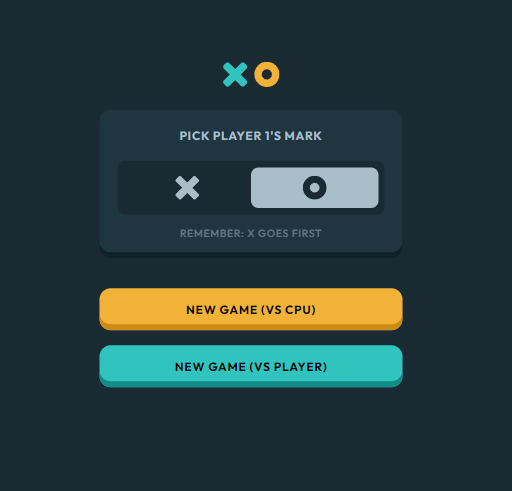 XO
PICK PLAYER 1'S MARK
X O
REMEMBER: X GOES FIRST
NEW GAME (VS CPU)
NEW GAME (VS PLAYER)